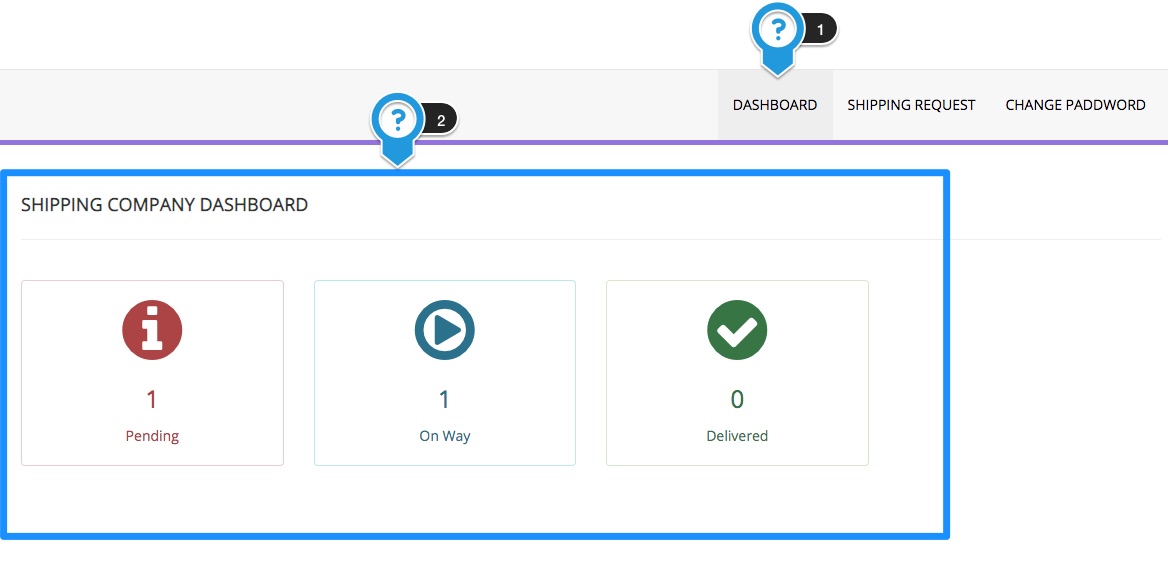 ? 1
DASHBOARD SHIPPING REQUEST CHANGE PADDWORD
? 2
SHIPPING COMPANY DASHBOARD
1 1 0
Pending On Way Delivered